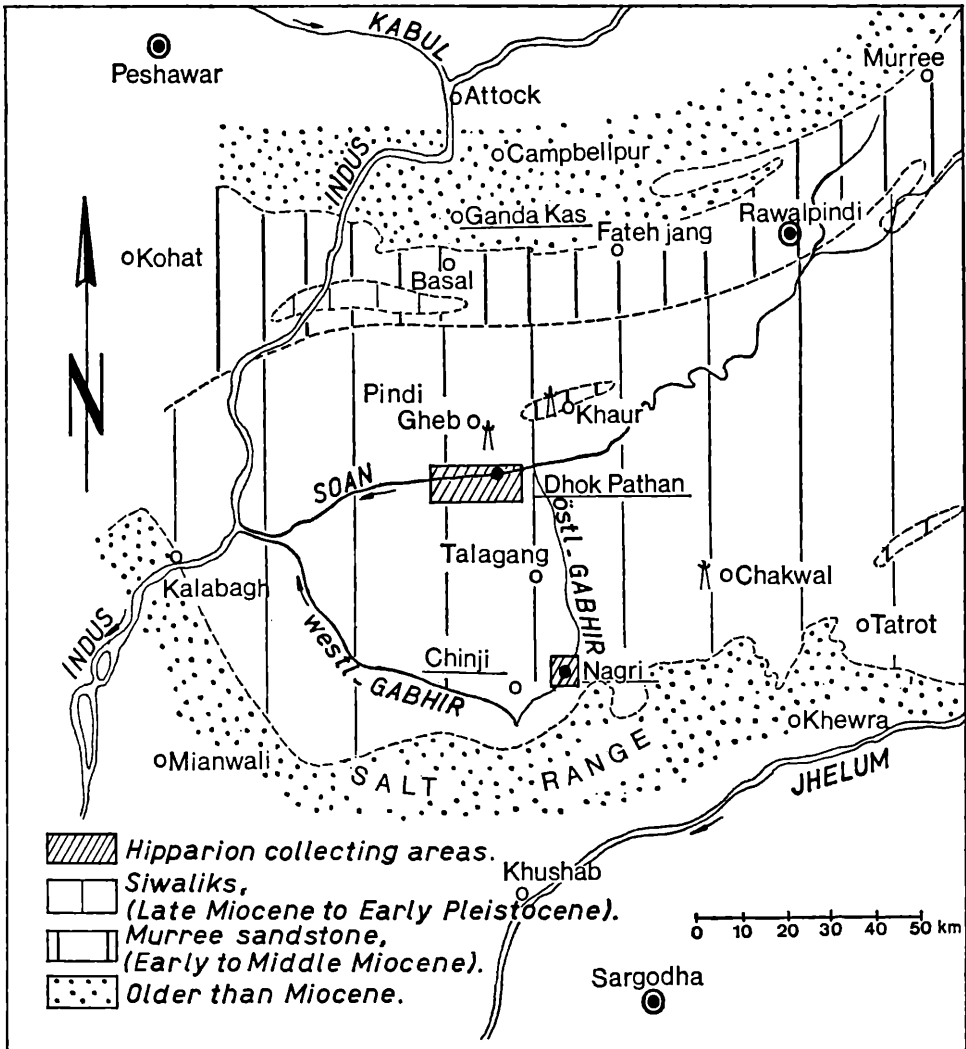 KABUL
Peshawar
Murree
Attock
INDUS
Campbellpur
Ganda Kas
Rawalpindi
Kohat
Fateh jang
Basal
N
Pindi
Gheb
Khaur
SOAN
Dhok Pathan
östl-GABHIR
Talagang
Chakwal
Kalabagh
INDUS
westl-GABHIR
Tatrot
Chinji
Nagri
Khewra
Mianwali
SALT RANGE
JHELUM
Hipparion collecting areas.
Khushab
Siwaliks,
(Late Miocene to Early Pleistocene).
Murree sandstone,
(Early to Middle Miocene).
0 10 20 30 40 50 km
Older than Miocene.
Sargodha